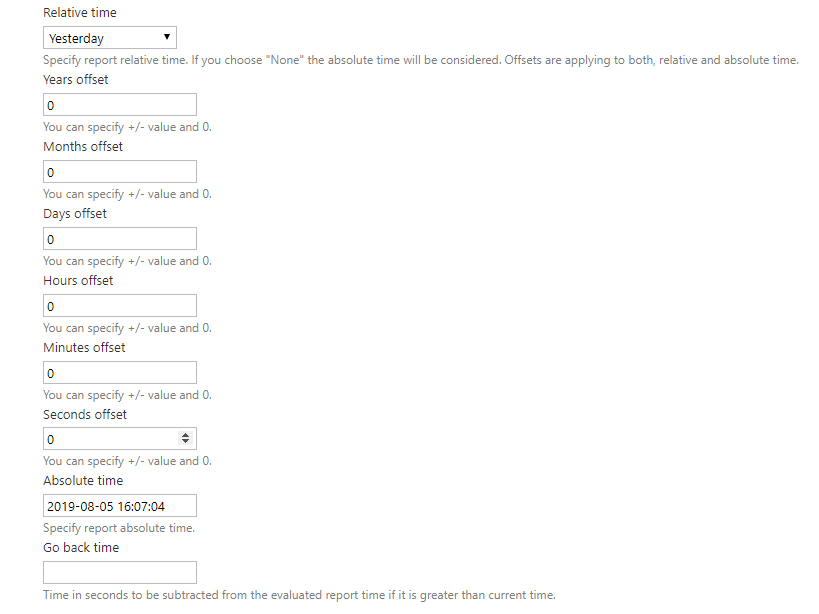 Relative time
Yesterday
Specify report relative time. If you choose "None" the absolute time will be considered. Offsets are applying to both, relative and absolute time.
Years offset
0
You can specify +/- value and 0.
Months offset
0
You can specify +/- value and 0.
Days offset
0
You can specify +/- value and 0.
Hours offset
0
You can specify +/- value and 0.
Minutes offset
0
You can specify +/- value and 0.
Seconds offset
0
You can specify +/- value and 0.
Absolute time
2019-08-05 16:07:04
Specify report absolute time.
Go back time
Time in seconds to be subtracted from the evaluated report time if it is greater than current time.